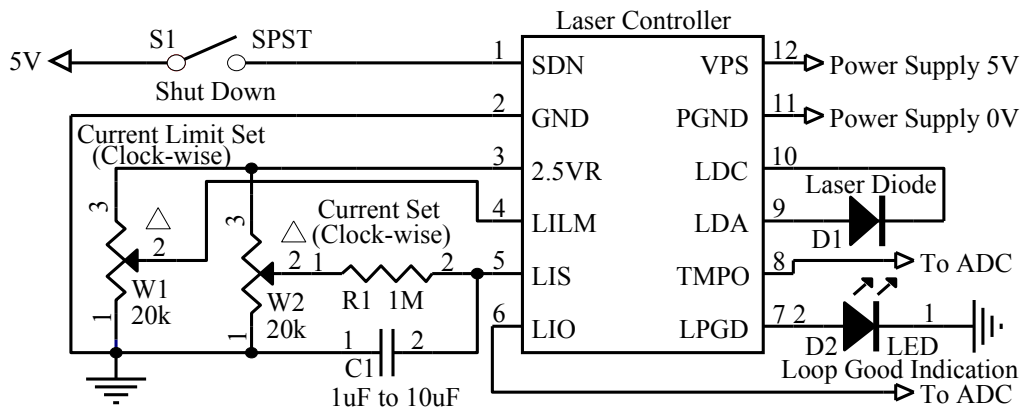 Laser Controller
S1 SPST
5V
Shut Down
1 SDN
2 GND
3 2.5VR
4 LILM
5 LIS
6 LIO
VPS 12 Power Supply 5V
PGND 11 Power Supply 0V
LDC 10
LDA 9
TMPO 8 To ADC
LPGD 7
Current Limit Set
(Clock-wise)
3
2
W1
20k
1
Current Set
(Clock-wise)
3
2
W2
20k
1
1 2
R1 1M
1 2
C1
1uF to 10uF
Laser Diode
D1
2 1
D2 LED
Loop Good Indication
To ADC